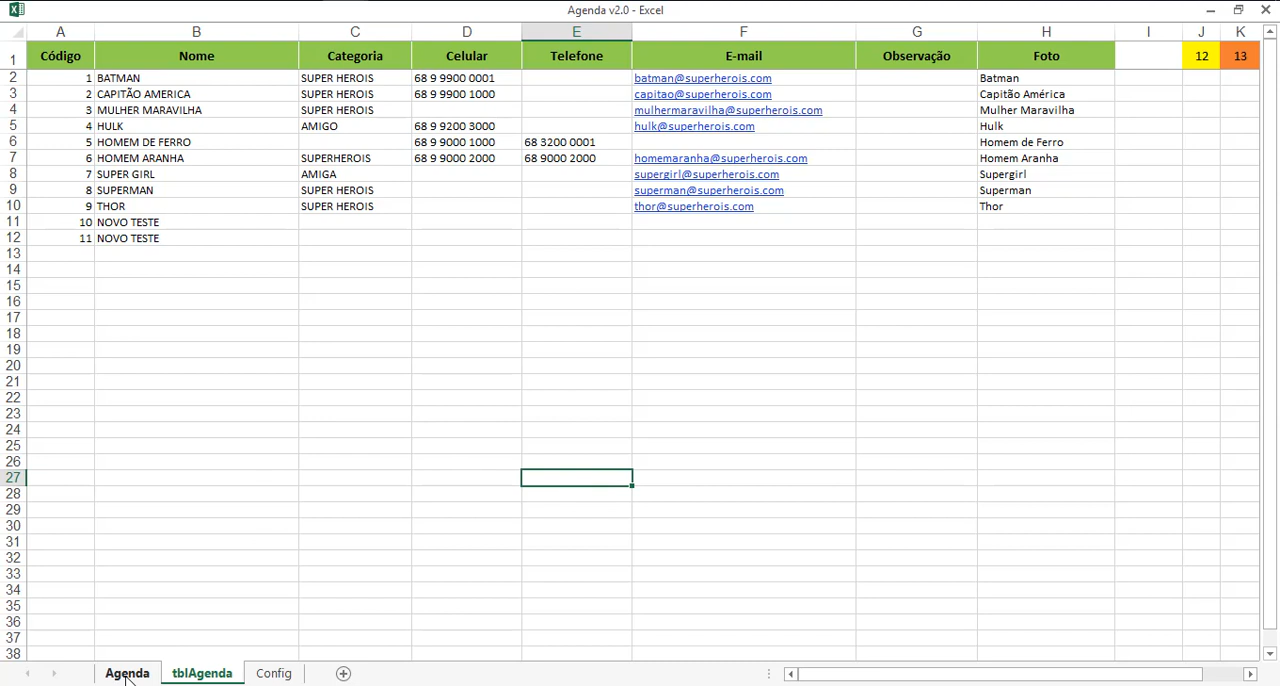 Agenda v2.0 - Excel
A B C D E F G H I J K
1 Código Nome Categoria Celular Telefone E-mail Observação Foto 12 13
2 1 BATMAN SUPER HEROIS 68 9 9900 0001 batman@superherois.com Batman
3 2 CAPITÃO AMERICA SUPER HEROIS 68 9 9900 1000 capitao@superherois.com Capitão América
4 3 MULHER MARAVILHA SUPER HEROIS mulhermaravilha@superherois.com Mulher Maravilha
5 4 HULK AMIGO 68 9 9200 3000 hulk@superherois.com Hulk
6 5 HOMEM DE FERRO 68 9 9000 1000 68 3200 0001 Homem de Ferro
7 6 HOMEM ARANHA SUPERHEROIS 68 9 9000 2000 68 9000 2000 homemaranha@superherois.com Homem Aranha
8 7 SUPER GIRL AMIGA supergirl@superherois.com Supergirl
9 8 SUPERMAN SUPER HEROIS superman@superherois.com Superman
10 9 THOR SUPER HEROIS thor@superherois.com Thor
11 10 NOVO TESTE
12 11 NOVO TESTE
13
14
15
16
17
18
19
20
21
22
23
24
25
26
27
28
29
30
31
32
33
34
35
36
37
38
Agenda tblAgenda Config